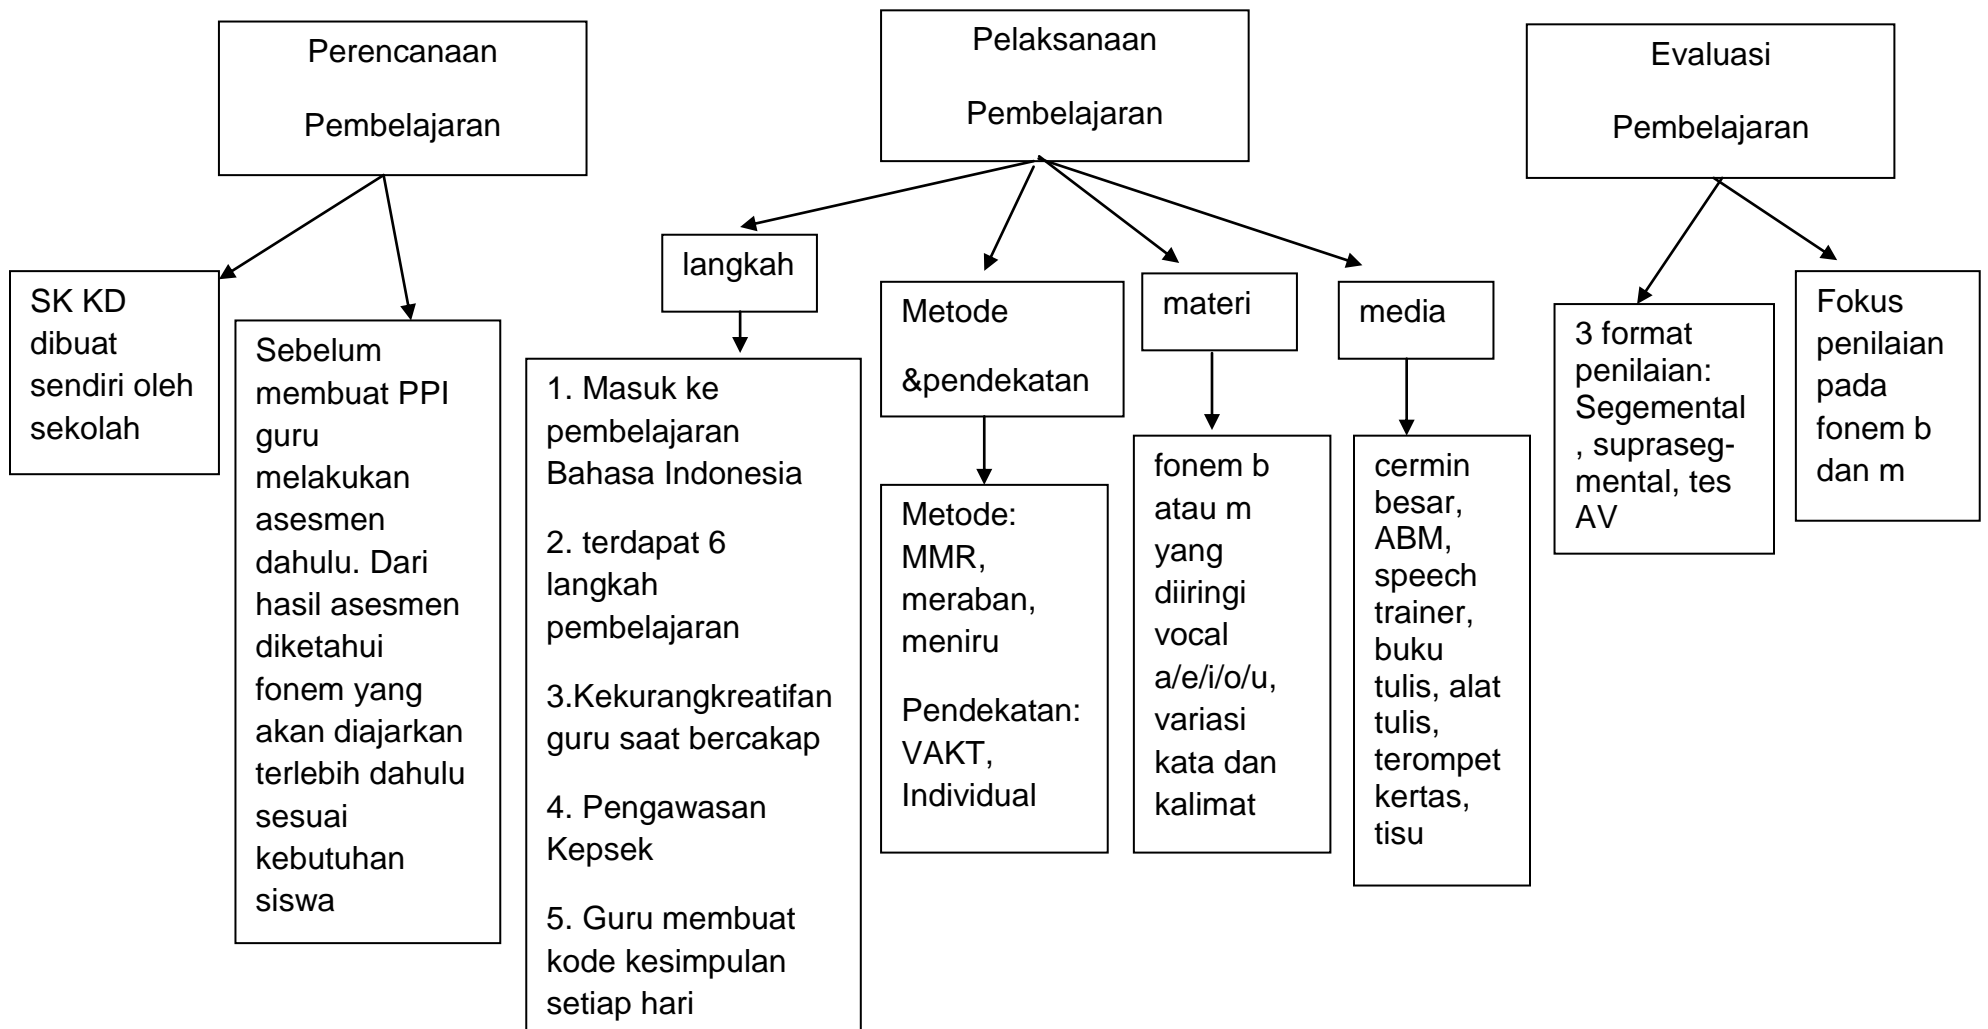 Perencanaan
Pembelajaran
SK KD
dibuat
sendiri oleh
sekolah
Sebelum
membuat PPI
guru
melakukan
asesmen
dahulu. Dari
hasil asesmen
diketahui
fonem yang
akan diajarkan
terlebih dahulu
sesuai
kebutuhan
siswa
Pelaksanaan
Pembelajaran
langkah
1. Masuk ke
pembelajaran
Bahasa Indonesia
2. terdapat 6
langkah
pembelajaran
3.Kekurangkreatifan
guru saat bercakap
4. Pengawasan
Kepsek
5. Guru membuat
kode kesimpulan
setiap hari
Metode
&pendekatan
Metode:
MMR,
meraban,
meniru
Pendekatan:
VAKT,
Individual
materi
fonem b
atau m
yang
diiringi
vocal
a/e/i/o/u,
variasi
kata dan
kalimat
media
cermin
besar,
ABM,
speech
trainer,
buku
tulis, alat
tulis,
terompet
kertas,
tisu
Evaluasi
Pembelajaran
3 format
penilaian:
Segemental
, supraseg-
mental, tes
AV
Fokus
penilaian
pada
fonem b
dan m